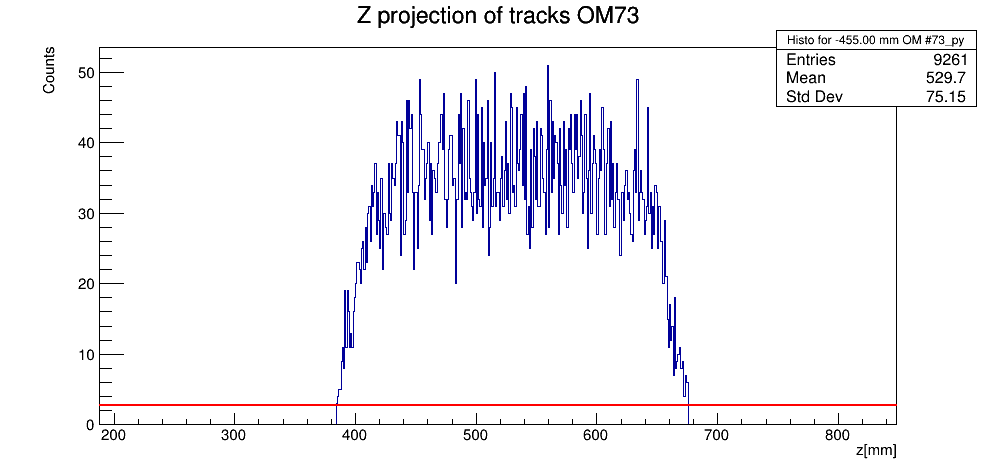 Z projection of tracks OM73
Histo for -455.00 mm OM #73_py
Entries 9261
Mean 529.7
Std Dev 75.15
Counts
50
40
30
20
10
0
200 300 400 500 600 700 800
z[mm]